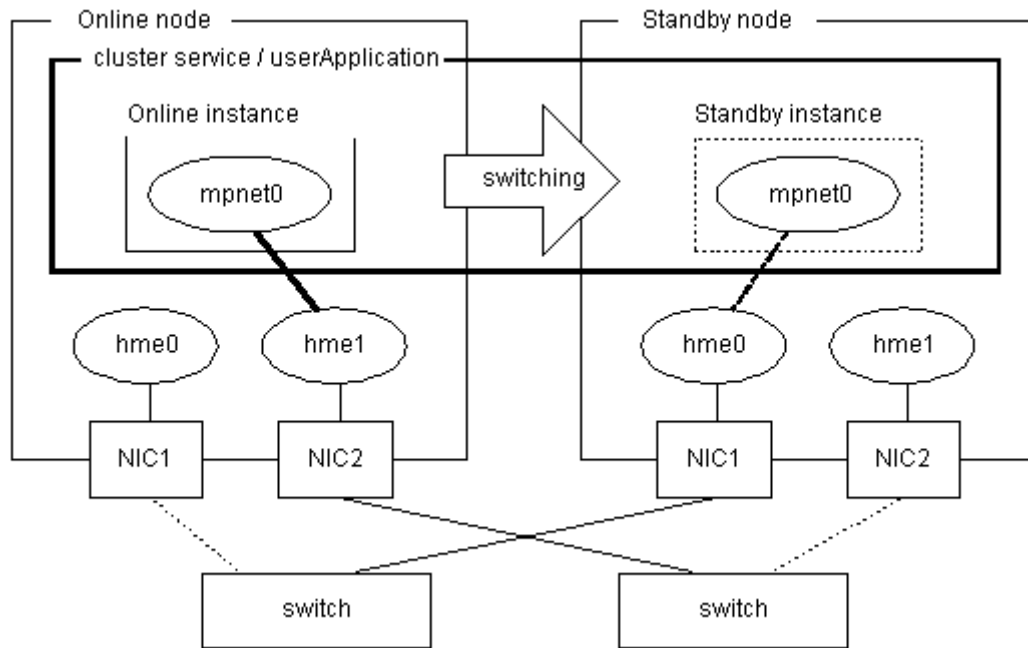 Online node
Standby node
cluster service / userApplication
Online instance
Standby instance
mpnet0
switching
mpnet0
hme0
hme1
hme0
hme1
NIC1
NIC2
NIC1
NIC2
switch
switch